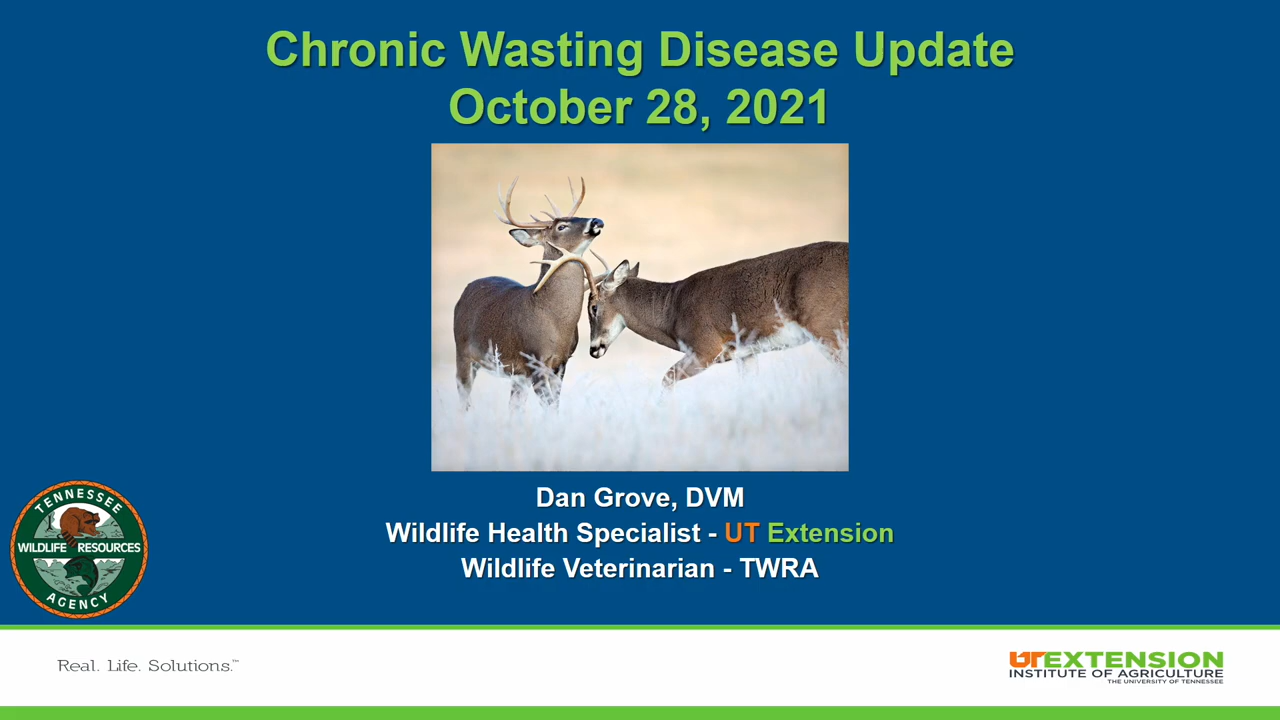 Chronic Wasting Disease Update
October 28, 2021
Dan Grove, DVM
Wildlife Health Specialist - UT Extension
Wildlife Veterinarian - TWRA
TENNESSEE
WILDLIFE RESOURCES
AGENCY
Real. Life. Solutions.™
UTEXTENSION
INSTITUTE OF AGRICULTURE
THE UNIVERSITY OF TENNESSEE